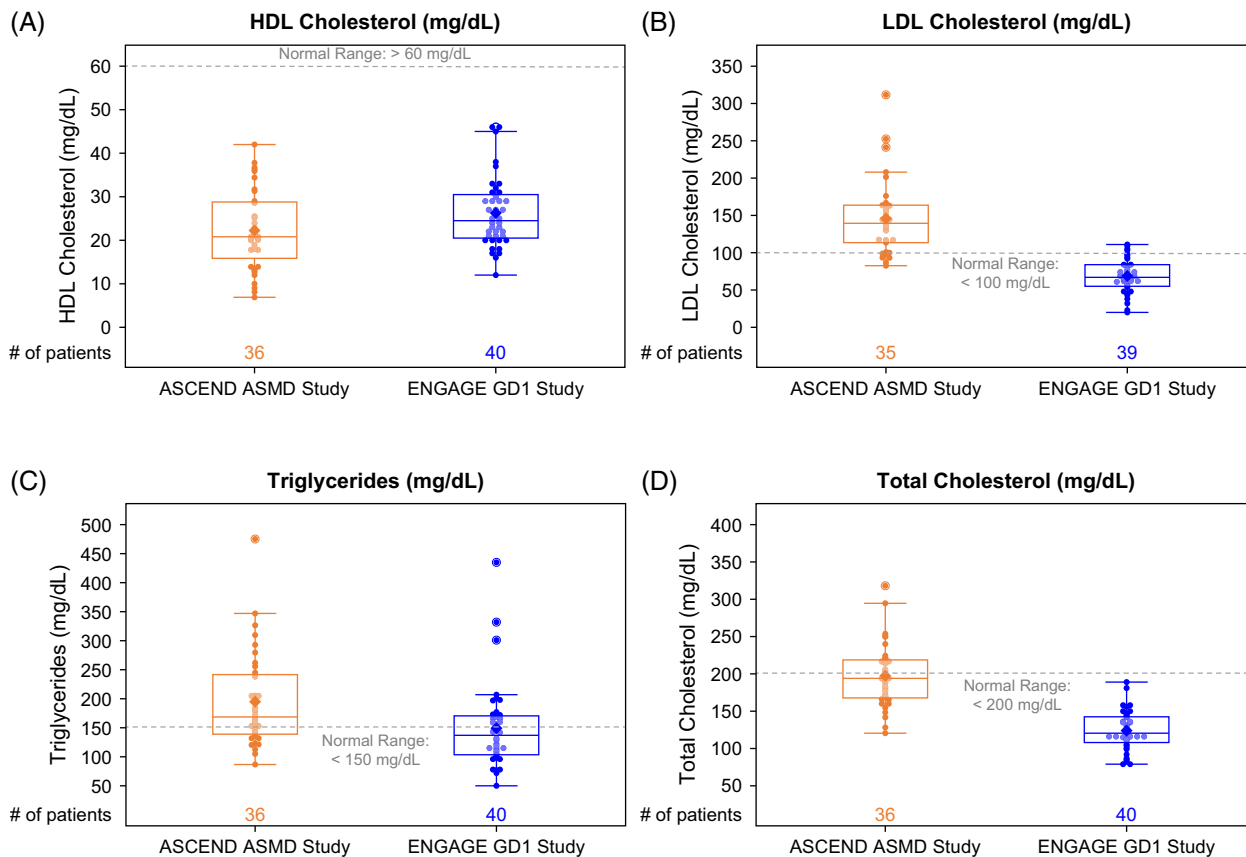 (A)
HDL Cholesterol (mg/dL)
Normal Range: > 60 mg/dL
HDL Cholesterol (mg/dL)
60
50
40
30
20
10
0
# of patients
36
40
ASCEND ASMD Study
ENGAGE GD1 Study
(B)
LDL Cholesterol (mg/dL)
LDL Cholesterol (mg/dL)
350
300
250
200
150
100
50
0
Normal Range:
< 100 mg/dL
# of patients
35
39
ASCEND ASMD Study
ENGAGE GD1 Study
(C)
Triglycerides (mg/dL)
Triglycerides (mg/dL)
500
450
400
350
300
250
200
150
100
50
Normal Range:
< 150 mg/dL
# of patients
36
40
ASCEND ASMD Study
ENGAGE GD1 Study
(D)
Total Cholesterol (mg/dL)
Total Cholesterol (mg/dL)
400
350
300
250
200
150
100
50
Normal Range:
< 200 mg/dL
# of patients
36
40
ASCEND ASMD Study
ENGAGE GD1 Study